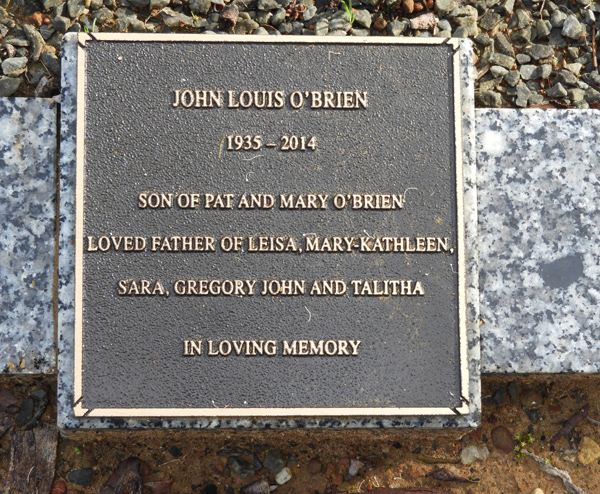 JOHN LOUIS O'BRIEN
1935 – 2014
SON OF PAT AND MARY O'BRIEN
LOVED FATHER OF LEISA, MARY-KATHLEEN,
SARA, GREGORY JOHN AND TALITHA
IN LOVING MEMORY